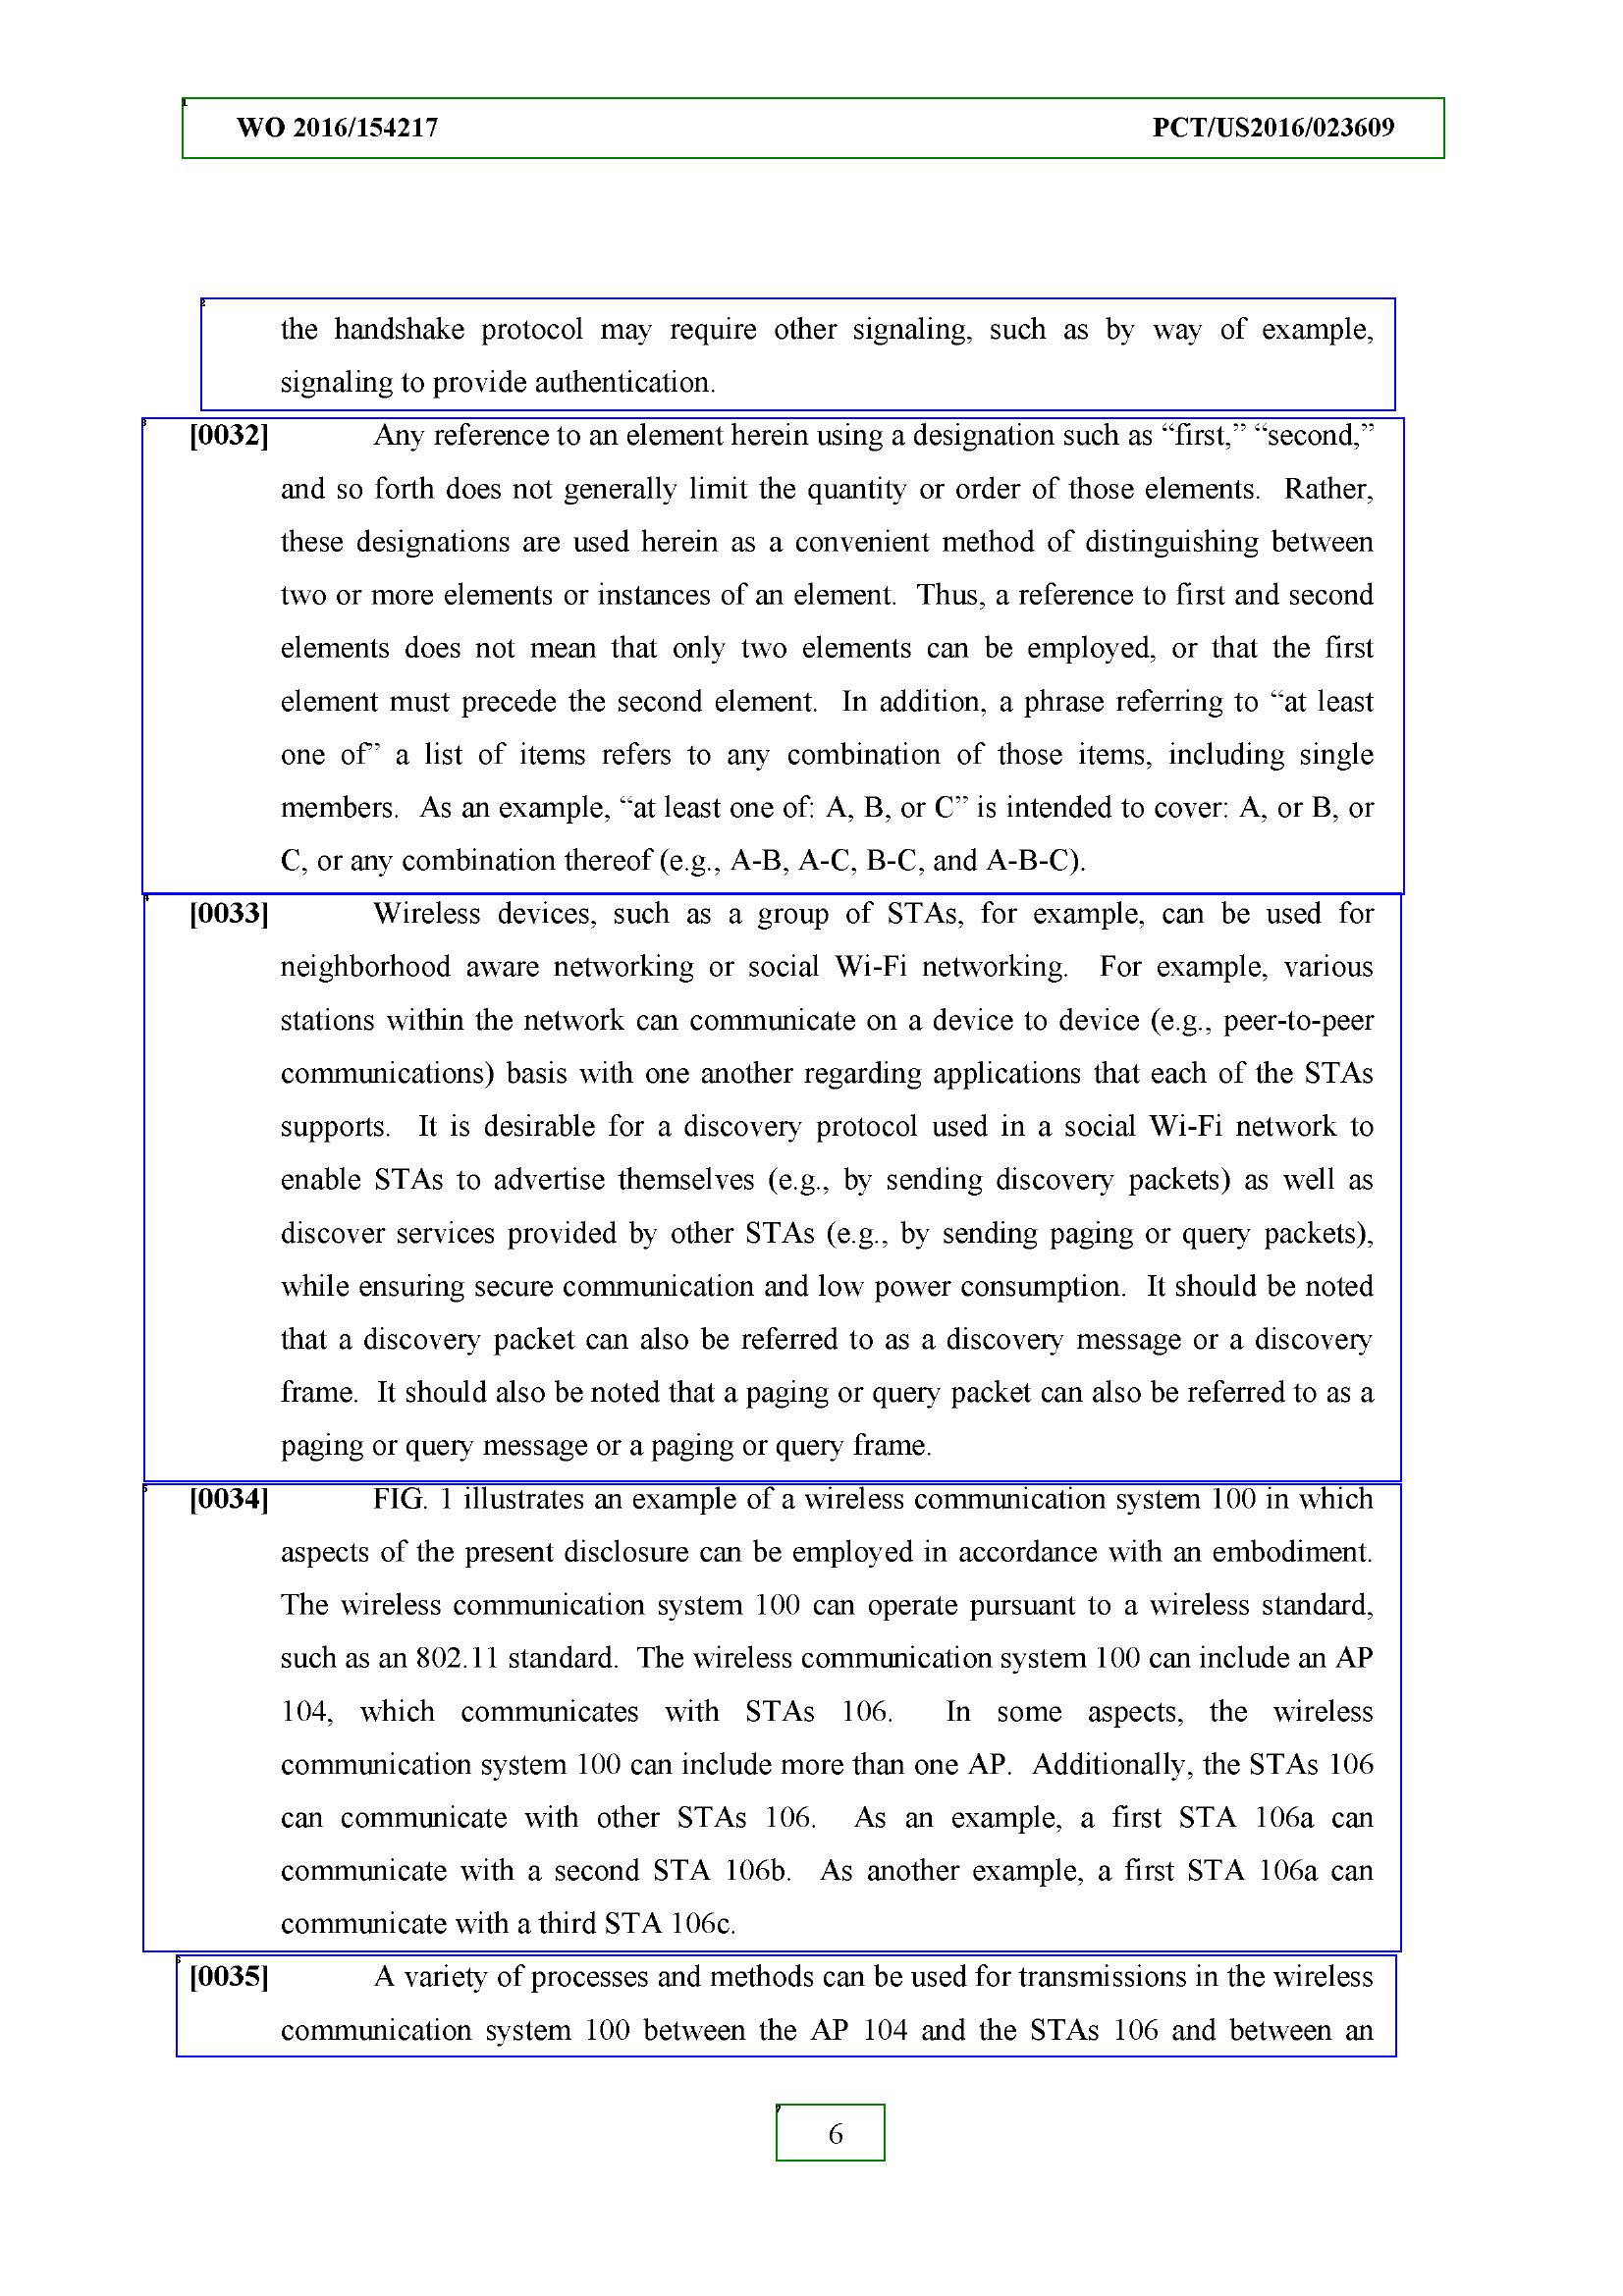 WO 2016/154217 PCT/US2016/023609
the handshake protocol may require other signaling, such as by way of example,
signaling to provide authentication.
[0032] Any reference to an element herein using a designation such as “first,” “second,”
and so forth does not generally limit the quantity or order of those elements. Rather,
these designations are used herein as a convenient method of distinguishing between
two or more elements or instances of an element. Thus, a reference to first and second
elements does not mean that only two elements can be employed, or that the first
element must precede the second element. In addition, a phrase referring to “at least
one of” a list of items refers to any combination of those items, including single
members. As an example, “at least one of: A, B, or C” is intended to cover: A, or B, or
C, or any combination thereof (e.g., A-B, A-C, B-C, and A-B-C).
[0033] Wireless devices, such as a group of STAs, for example, can be used for
neighborhood aware networking or social Wi-Fi networking. For example, various
stations within the network can communicate on a device to device (e.g., peer-to-peer
communications) basis with one another regarding applications that each of the STAs
supports. It is desirable for a discovery protocol used in a social Wi-Fi network to
enable STAs to advertise themselves (e.g., by sending discovery packets) as well as
discover services provided by other STAs (e.g., by sending paging or query packets),
while ensuring secure communication and low power consumption. It should be noted
that a discovery packet can also be referred to as a discovery message or a discovery
frame. It should also be noted that a paging or query packet can also be referred to as a
paging or query message or a paging or query frame.
[0034] FIG. 1 illustrates an example of a wireless communication system 100 in which
aspects of the present disclosure can be employed in accordance with an embodiment.
The wireless communication system 100 can operate pursuant to a wireless standard,
such as an 802.11 standard. The wireless communication system 100 can include an AP
104, which communicates with STAs 106. In some aspects, the wireless
communication system 100 can include more than one AP. Additionally, the STAs 106
can communicate with other STAs 106. As an example, a first STA 106a can
communicate with a second STA 106b. As another example, a first STA 106a can
communicate with a third STA 106c.
[0035] A variety of processes and methods can be used for transmissions in the wireless
communication system 100 between the AP 104 and the STAs 106 and between an
6